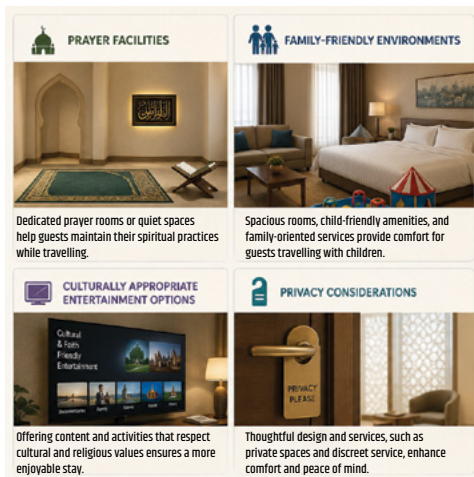 PRAYER FACILITIES
Dedicated prayer rooms or quiet spaces
help guests maintain their spiritual practices
while travelling.
FAMILY-FRIENDLY ENVIRONMENTS
Spacious rooms, child-friendly amenities, and
family-oriented services provide comfort for
guests travelling with children.
CULTURALLY APPROPRIATE
ENTERTAINMENT OPTIONS
Cultural
& Faith
Friendly
Entertainment
Offering content and activities that respect
cultural and religious values ensures a more
enjoyable stay.
PRIVACY CONSIDERATIONS
PRIVACY
PLEASE
Thoughtful design and services, such as
private spaces and discreet service, enhance
comfort and peace of mind.